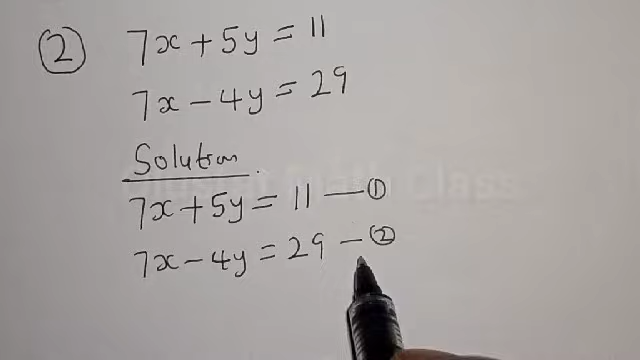 ② 7x + 5y = 11
7x - 4y = 29
Solution
7x + 5y = 11 — ①
7x - 4y = 29 — ②